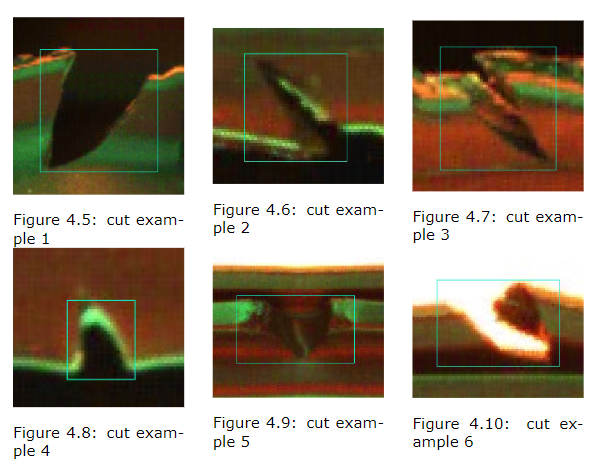 Figure 4.5: cut exam-
ple 1
Figure 4.6: cut exam-
ple 2
Figure 4.7: cut exam-
ple 3
Figure 4.8: cut exam-
ple 4
Figure 4.9: cut exam-
ple 5
Figure 4.10: cut ex-
ample 6